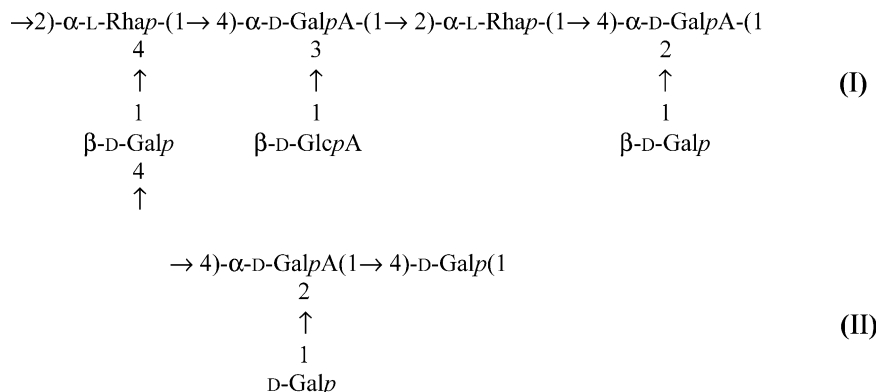 →2)-α-L-Rhap-(1→ 4)-α-D-GalpA-(1→ 2)-α-L-Rhap-(1→ 4)-α-D-GalpA-(1
4 3 2
↑ ↑ ↑
(I)
1 1 1
β-D-Galp β-D-GlcpA β-D-Galp
4
↑
→ 4)-α-D-GalpA(1→ 4)-D-Galp(1
2
↑
(II)
1
D-Galp